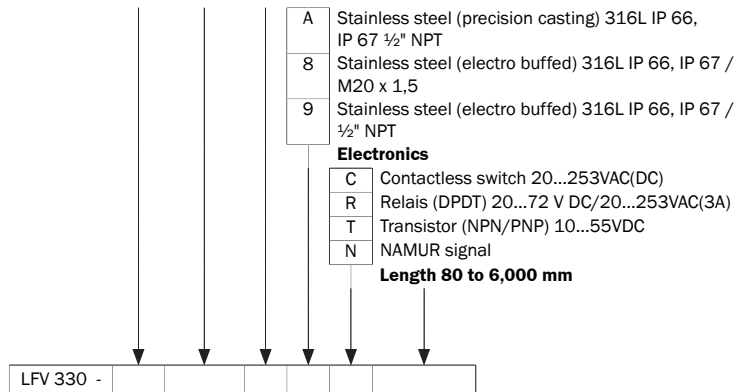 A Stainless steel (precision casting) 316L IP 66,
IP 67 ½" NPT
8 Stainless steel (electro buffed) 316L IP 66, IP 67 /
M20 x 1,5
9 Stainless steel (electro buffed) 316L IP 66, IP 67 /
½" NPT
Electronics
C Contactless switch 20...253VAC(DC)
R Relais (DPDT) 20...72 V DC/20...253VAC(3A)
T Transistor (NPN/PNP) 10...55VDC
N NAMUR signal
Length 80 to 6,000 mm
LFV 330 -